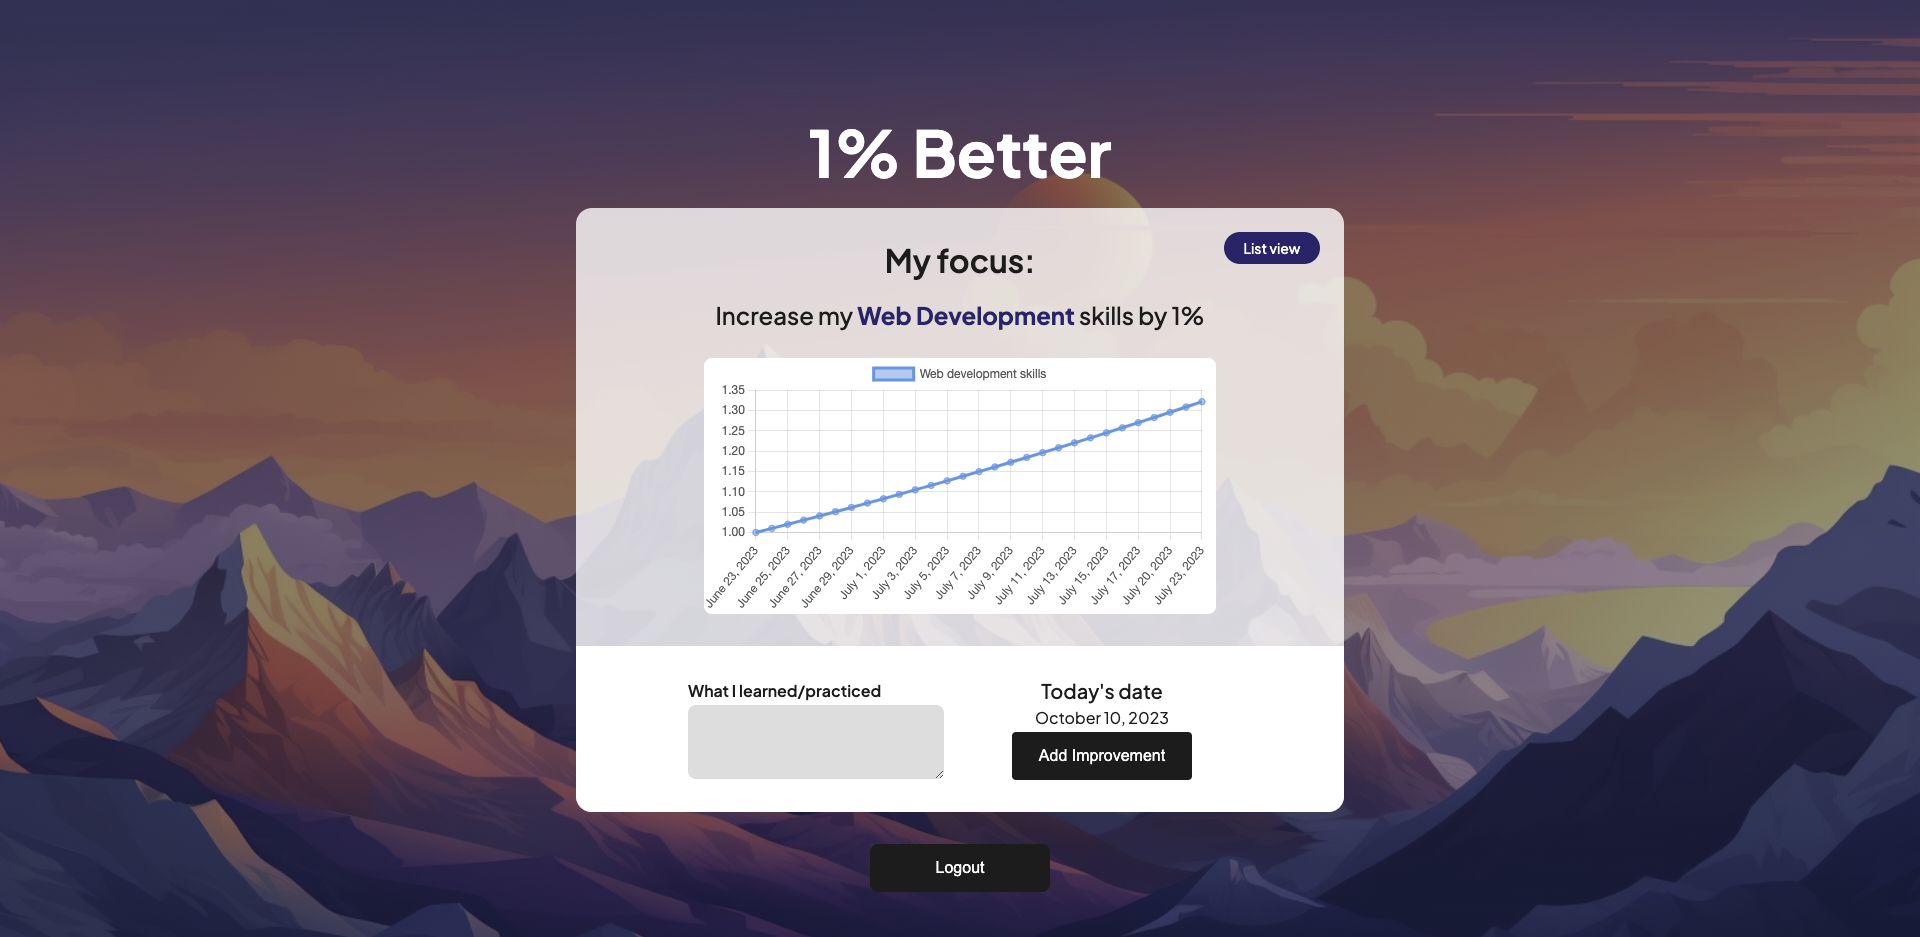 1% Better
My focus:
List view
Increase my Web Development skills by 1%
Web development skills
1.35
1.30
1.25
1.20
1.15
1.10
1.05
1.00
June 23, 2023
June 25, 2023
June 27, 2023
June 29, 2023
July 1, 2023
July 3, 2023
July 5, 2023
July 7, 2023
July 9, 2023
July 11, 2023
July 13, 2023
July 15, 2023
July 17, 2023
July 20, 2023
July 23, 2023
What I learned/practiced
Today's date
October 10, 2023
Add Improvement
Logout